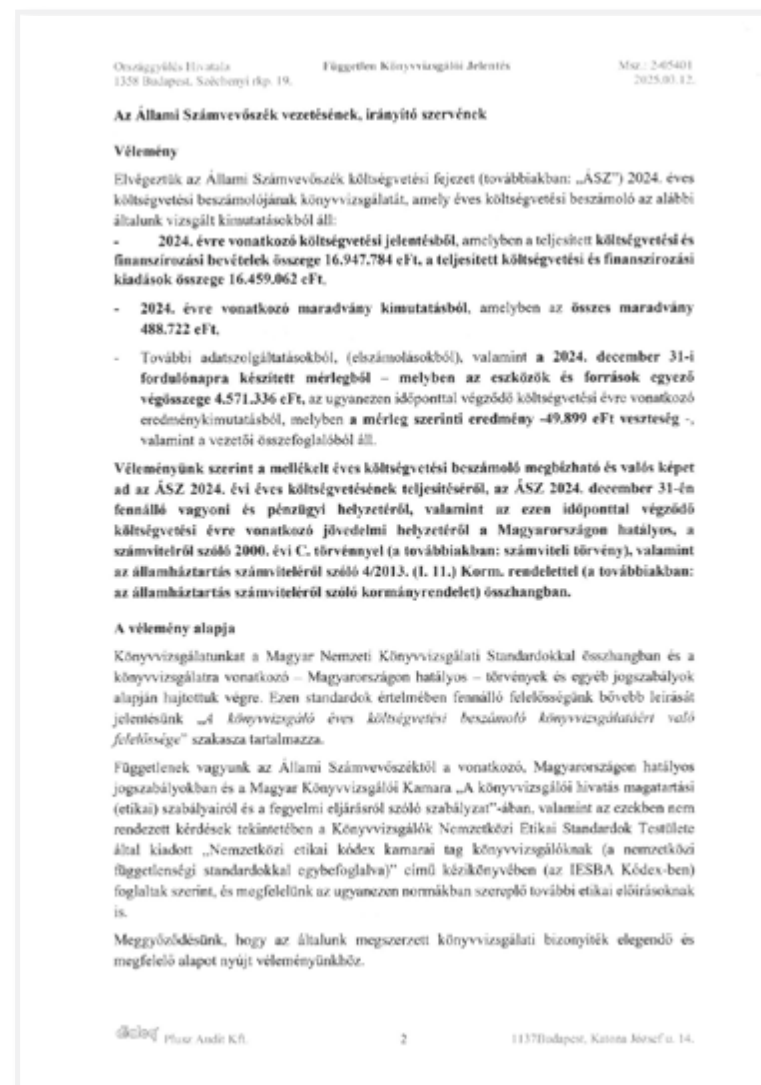 Országgyűlés Hivatala Független Könyvvizsgálói Jelentés Msz.: 2-05401
1358 Budapest, Széchenyi rkp. 19. 2025.03.12.
Az Állami Számvevőszék vezetésének, irányító szervének
Vélemény
Elvégeztük az Állami Számvevőszék költségvetési fejezet (továbbiakban: „ÁSZ") 2024. éves
költségvetési beszámolójának könyvvizsgálatát, amely éves költségvetési beszámoló az alábbi
általunk vizsgált kimutatásokból áll:
- 2024. évre vonatkozó költségvetési jelentésből, amelyben a teljesített költségvetési és
finanszírozási bevételek összege 16.947.784 eFt, a teljesített költségvetési és finanszírozási
kiadások összege 16.459.062 eFt,
- 2024. évre vonatkozó maradvány kimutatásból, amelyben az összes maradvány
488.722 eFt,
- További adatszolgáltatásokból, (elszámolásokból), valamint a 2024. december 31-i
fordulónapra készített mérlegből – melyben az eszközök és források egyező
végösszege 4.571.336 eFt, az ugyanezen időponttal végződő költségvetési évre vonatkozó
eredménykimutatásból, melyben a mérleg szerinti eredmény -49.899 eFt veszteség -,
valamint a vezetői összefoglalóból áll.
Véleményünk szerint a mellékelt éves költségvetési beszámoló megbízható és valós képet
ad az ÁSZ 2024. évi éves költségvetésének teljesítéséről, az ÁSZ 2024. december 31-én
fennálló vagyoni és pénzügyi helyzetéről, valamint az ezen időponttal végződő
költségvetési évre vonatkozó jövedelmi helyzetéről a Magyarországon hatályos, a
számvitelről szóló 2000. évi C. törvénnyel (a továbbiakban: számviteli törvény), valamint
az államháztartás számviteléről szóló 4/2013. (I. 11.) Korm. rendelettel (a továbbiakban:
az államháztartás számviteléről szóló kormányrendelet) összhangban.
A vélemény alapja
Könyvvizsgálatunkat a Magyar Nemzeti Könyvvizsgálati Standardokkal összhangban és a
könyvvizsgálatra vonatkozó – Magyarországon hatályos – törvények és egyéb jogszabályok
alapján hajtottuk végre. Ezen standardok értelmében fennálló felelősségünk bővebb leírását
jelentésünk „A könyvvizsgáló éves költségvetési beszámoló könyvvizsgálatáért való
felelőssége" szakasza tartalmazza.
Függetlenek vagyunk az Állami Számvevőszéktől a vonatkozó, Magyarországon hatályos
jogszabályokban és a Magyar Könyvvizsgálói Kamara „A könyvvizsgálói hivatás magatartási
(etikai) szabályairól és a fegyelmi eljárásról szóló szabályzat"-ában, valamint az ezekben nem
rendezett kérdések tekintetében a Könyvvizsgálók Nemzetközi Etikai Standardok Testülete
által kiadott „Nemzetközi etikai kódex kamarai tag könyvvizsgálóknak (a nemzetközi
függetlenségi standardokkal egybefoglalva)" című kézikönyvében (az IESBA Kódex-ben)
foglaltak szerint, és megfelelünk az ugyanezen normákban szereplő további etikai előírásoknak
is.
Meggyőződésünk, hogy az általunk megszerzett könyvvizsgálati bizonyíték elegendő és
megfelelő alapot nyújt véleményünkhöz.
Plusz Audit Kft. 2 1137Budapest, Katona József u. 14.